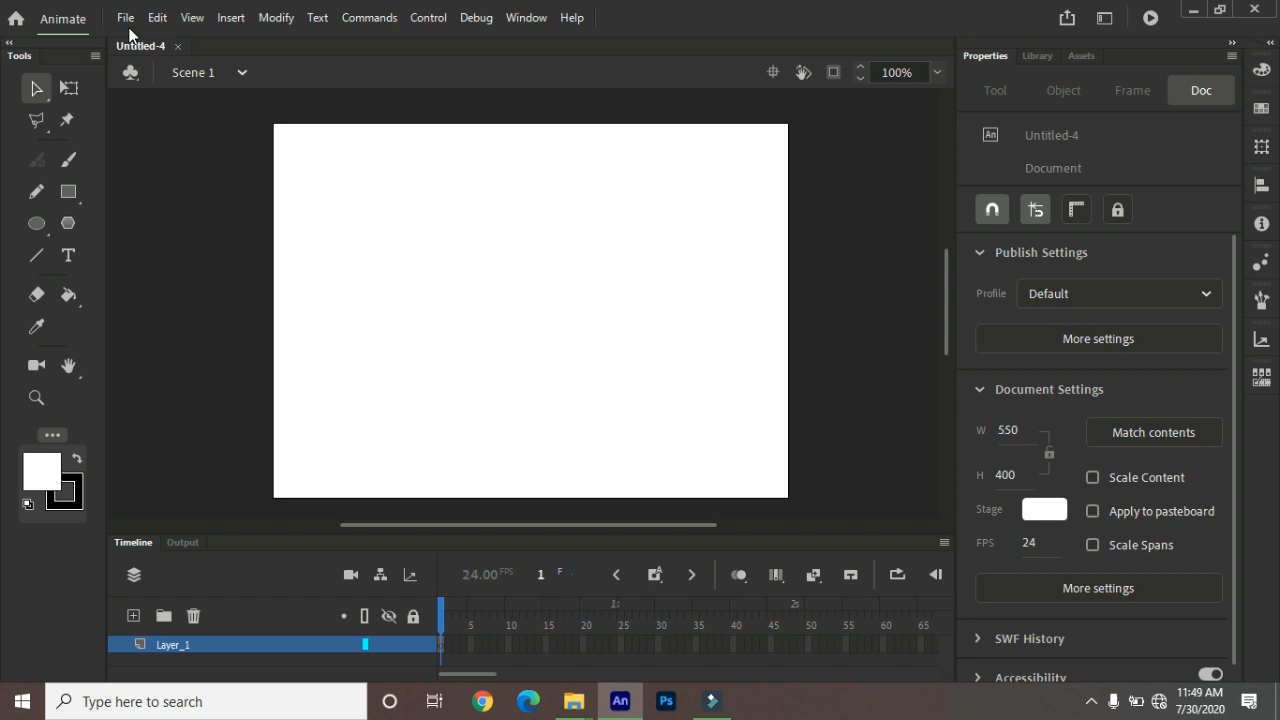 Animate File Edit View Insert Modify Text Commands Control Debug Window Help
Tools
Untitled-4
Scene 1
100%
Properties Library Assets
Tool Object Frame Doc
An Untitled-4
Document
Publish Settings
Profile Default
More settings
Document Settings
W 550 Match contents
H 400 Scale Content
Stage Apply to pasteboard
FPS 24 Scale Spans
More settings
SWF History
Accessibility
T
Timeline Output
24.00 FPS 1 F
1s 2s
5 10 15 20 25 30 35 40 45 50 55 60 65
Layer_1
Type here to search
An Ps
11:49 AM
7/30/2020